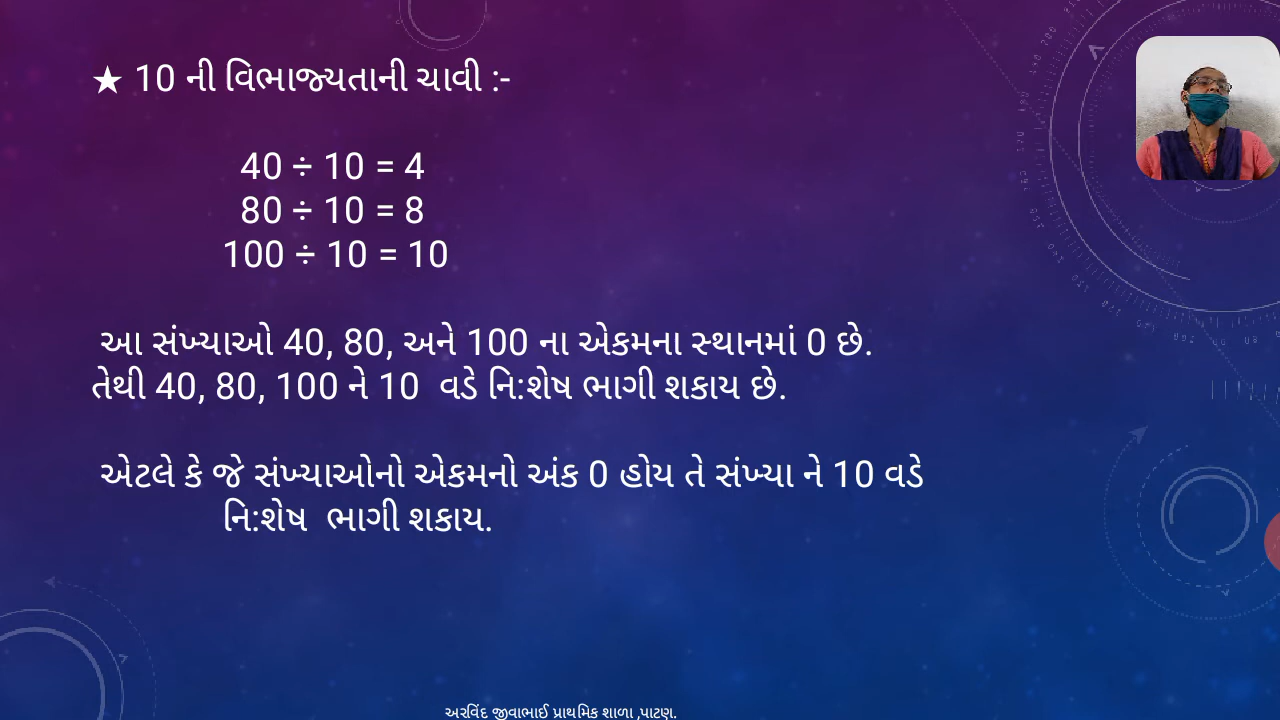 ★ 10 ની વિભાજ્યતાની ચાવી :-
40 ÷ 10 = 4
80 ÷ 10 = 8
100 ÷ 10 = 10
આ સંખ્યાઓ 40, 80, અને 100 ના એકમના સ્થાનમાં 0 છે.
તેથી 40, 80, 100 ને 10 વડે નિ:શેષ ભાગી શકાય છે.
એટલે કે જે સંખ્યાઓનો એકમનો અંક 0 હોય તે સંખ્યા ને 10 વડે
નિ:શેષ ભાગી શકાય.
અરવિંદ જીવાભાઈ પ્રાથમિક શાળા ,પાટણ.